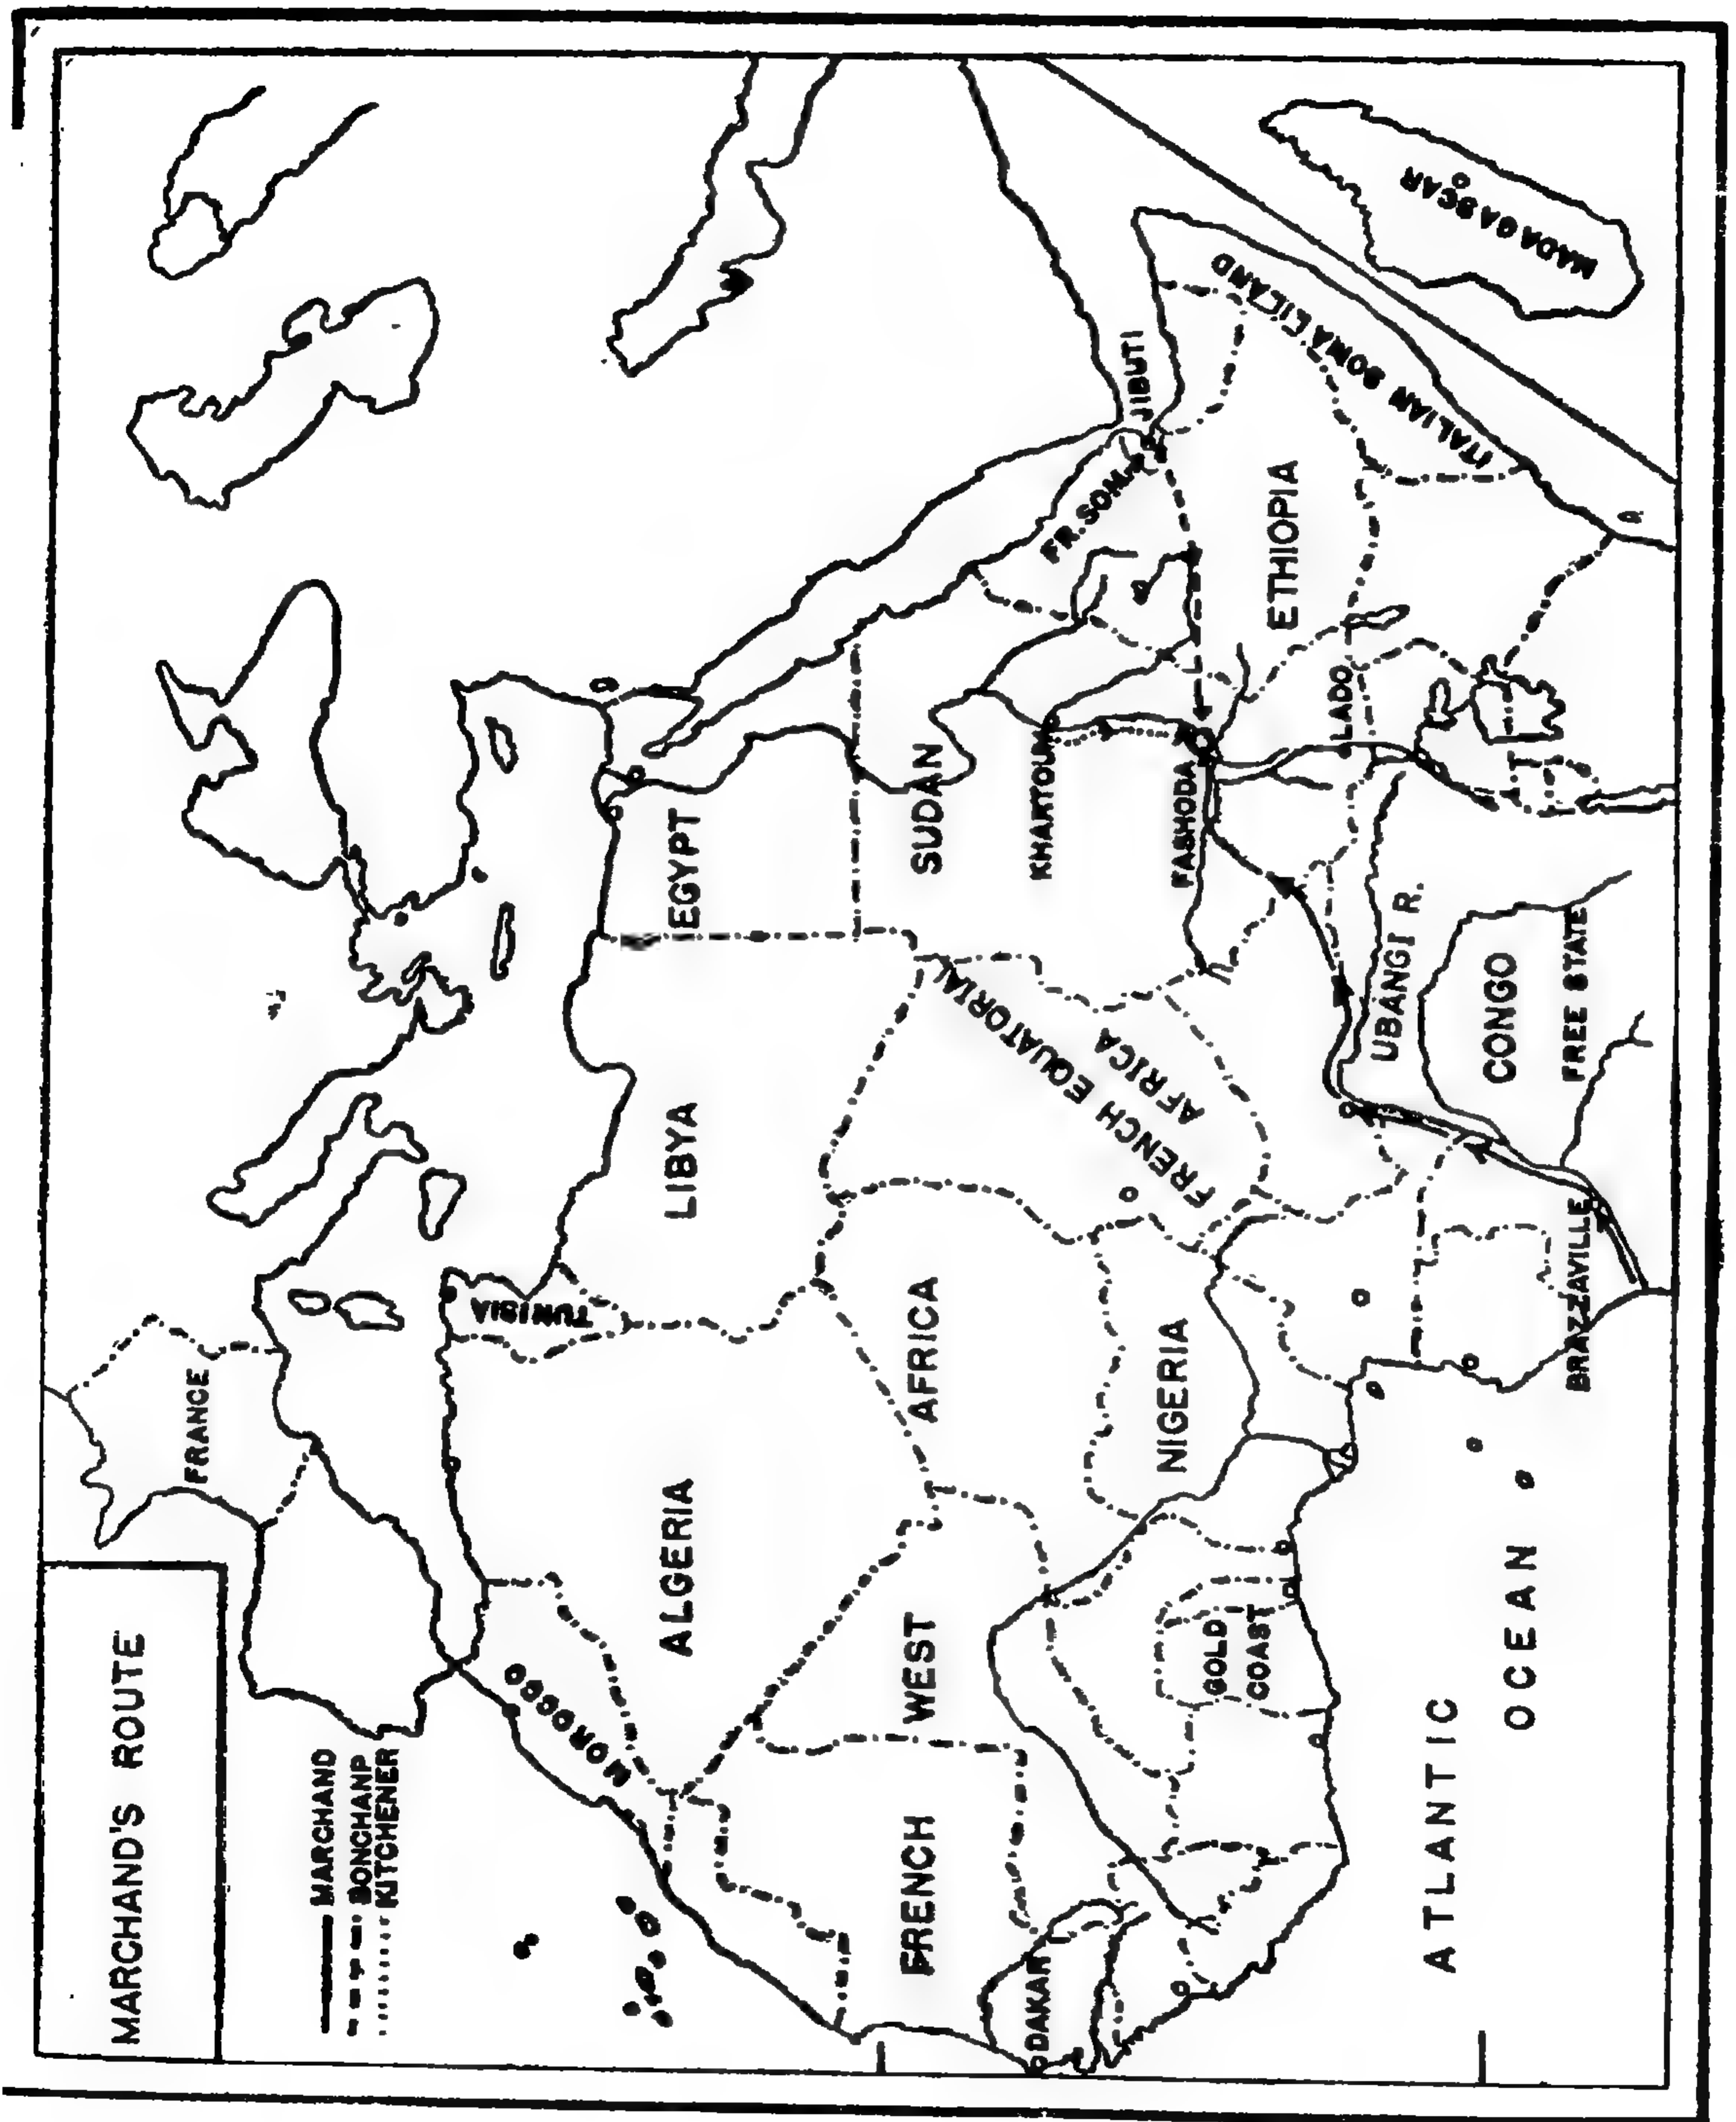 MARCHAND'S ROUTE
MARCHAND
BONCHANP
KITCHENER
FRANCE
MOROCCO
TUNISIA
ALGERIA
LIBYA
EGYPT
FRENCH WEST AFRICA
SUDAN
FRENCH EQUATORIAL
AFRICA
DAKAR
KHARTOUM
FR. SOM.
JIBUTI
NIGERIA
FASHODA
GOLD
COAST
ETHIOPIA
ITALIAN SOMALILAND
LADO
UBANGI R.
CONGO
FREE STATE
BRAZZAVILLE
MADAGASCAR
ATLANTIC
OCEAN